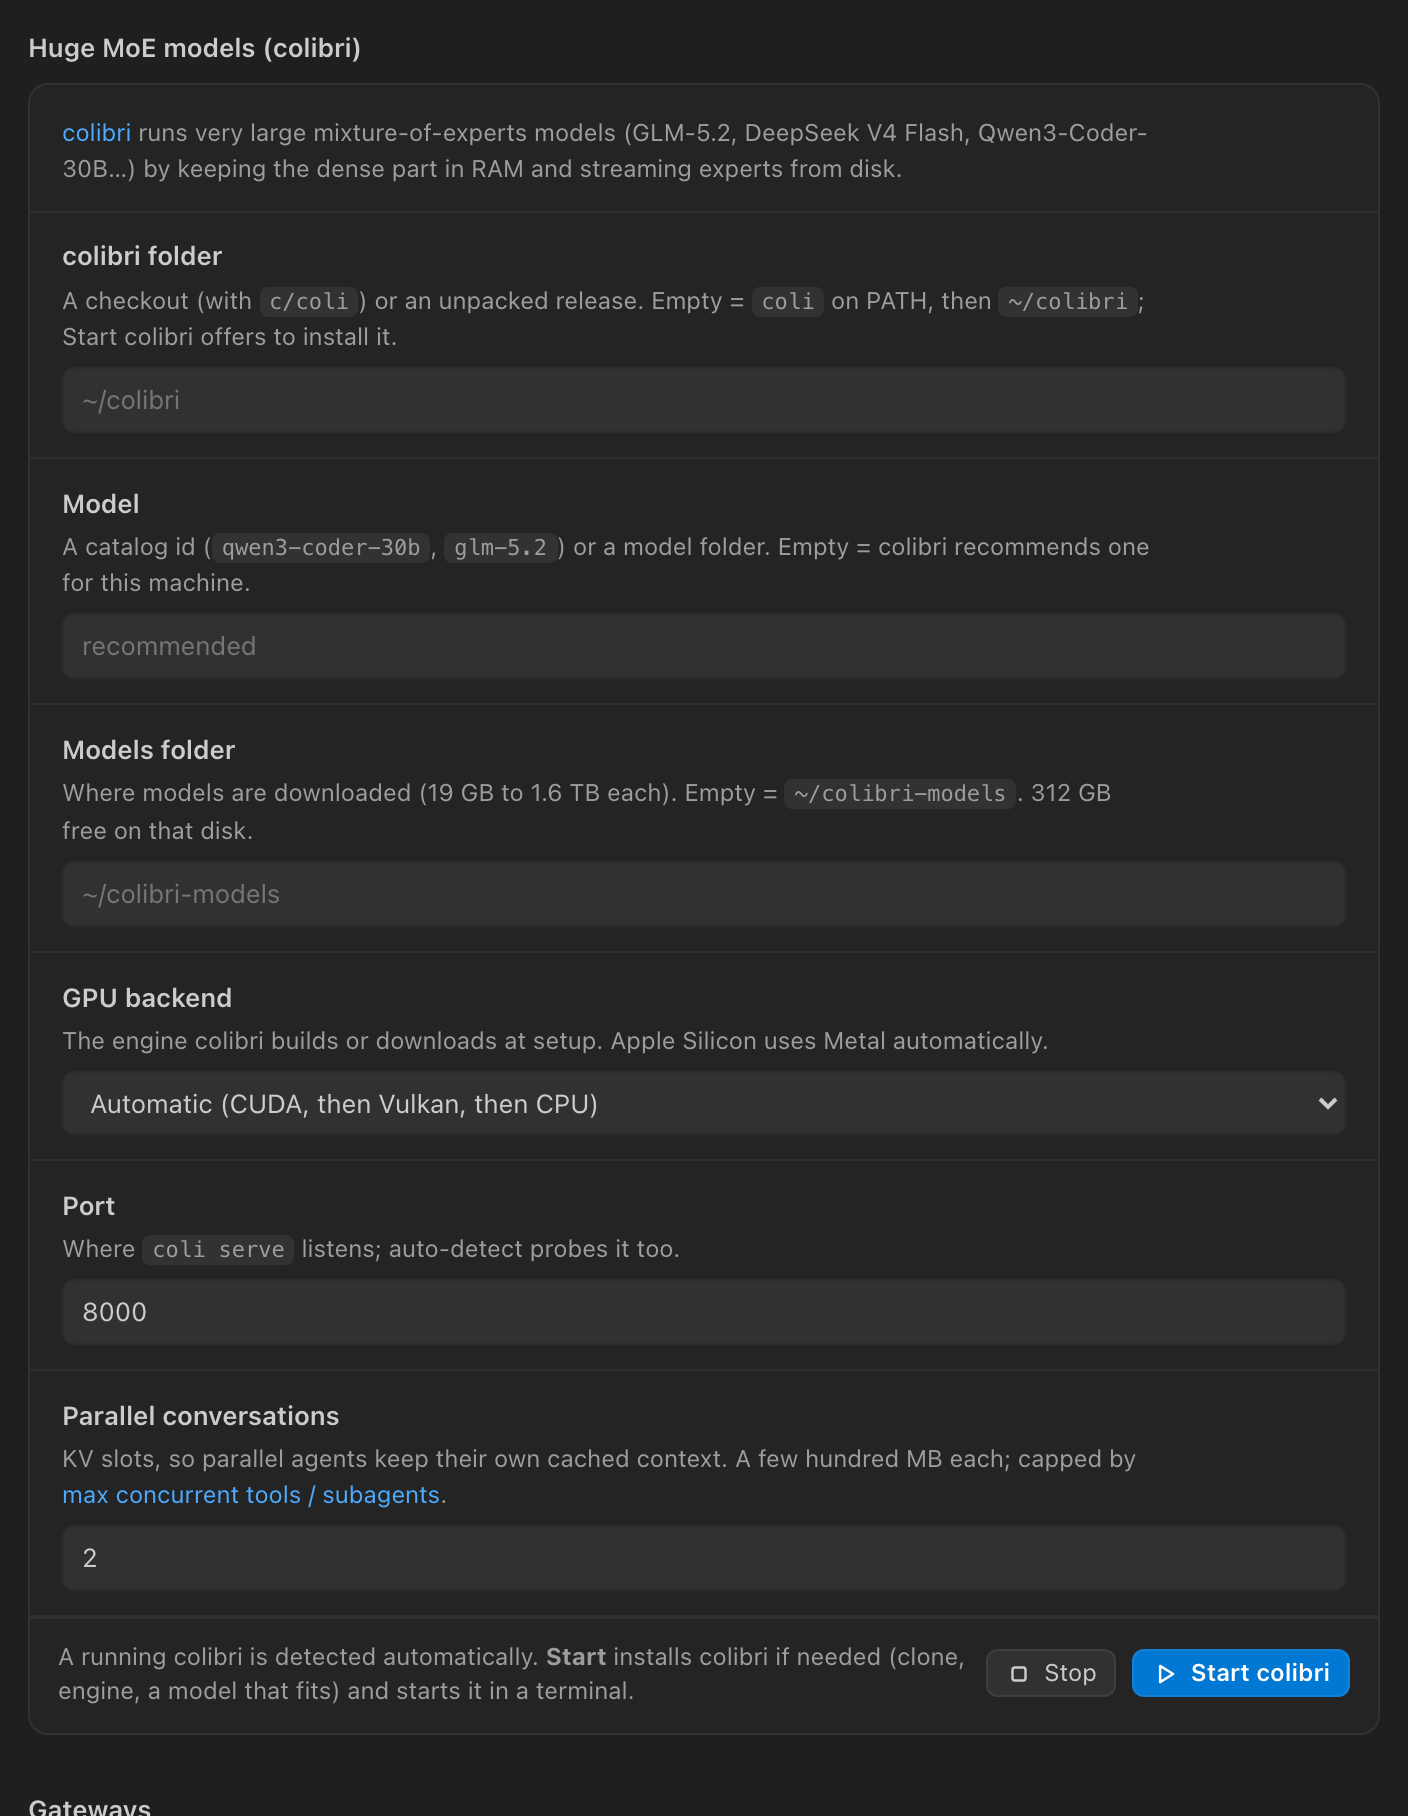 Huge MoE models (colibri)
colibri runs very large mixture-of-experts models (GLM-5.2, DeepSeek V4 Flash, Qwen3-Coder-
30B...) by keeping the dense part in RAM and streaming experts from disk.
colibri folder
A checkout (with c/coli) or an unpacked release. Empty = coli on PATH, then ~/colibri;
Start colibri offers to install it.
~/colibri
Model
A catalog id (qwen3-coder-30b, glm-5.2) or a model folder. Empty = colibri recommends one
for this machine.
recommended
Models folder
Where models are downloaded (19 GB to 1.6 TB each). Empty = ~/colibri-models. 312 GB
free on that disk.
~/colibri-models
GPU backend
The engine colibri builds or downloads at setup. Apple Silicon uses Metal automatically.
Automatic (CUDA, then Vulkan, then CPU)
Port
Where coli serve listens; auto-detect probes it too.
8000
Parallel conversations
KV slots, so parallel agents keep their own cached context. A few hundred MB each; capped by
max concurrent tools / subagents.
2
A running colibri is detected automatically. Start installs colibri if needed (clone,
engine, a model that fits) and starts it in a terminal.
Stop
Start colibri
Gateways